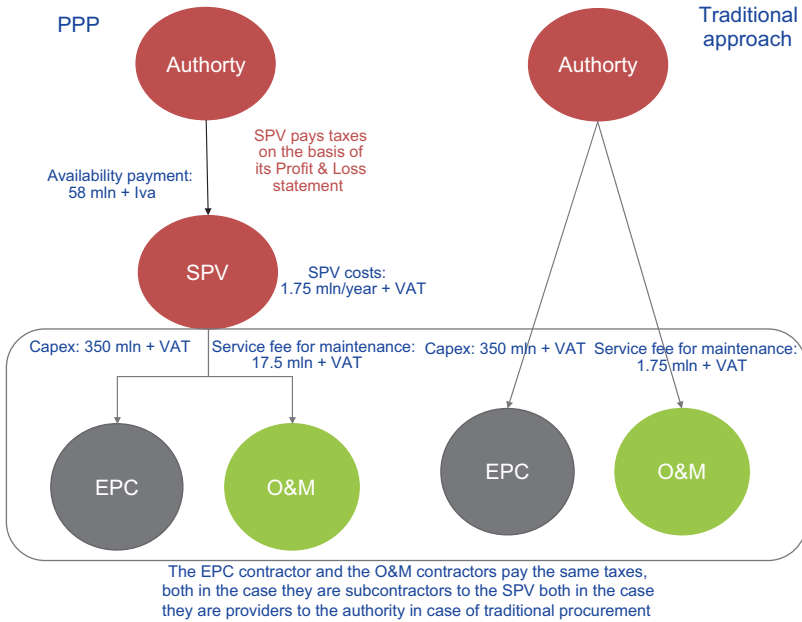 PPP
Traditional
approach
Authorty
Authorty
SPV pays taxes
on the basis of
its Profit & Loss
statement
Availability payment:
58 mln + Iva
SPV
SPV costs:
1.75 mln/year + VAT
Capex: 350 mln + VAT
Service fee for maintenance:
17.5 mln + VAT
Capex: 350 mln + VAT
Service fee for maintenance:
1.75 mln + VAT
EPC
O&M
EPC
O&M
The EPC contractor and the O&M contractors pay the same taxes,
both in the case they are subcontractors to the SPV both in the case
they are providers to the authority in case of traditional procurement